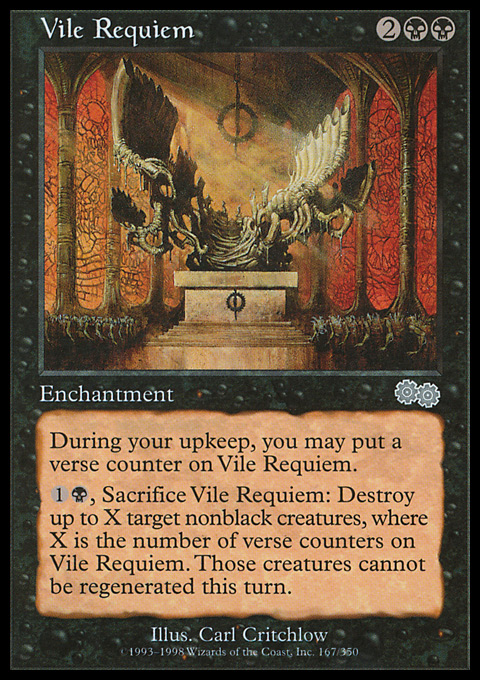 Vile Requiem 2
Enchantment
During your upkeep, you may put a
verse counter on Vile Requiem.
1, Sacrifice Vile Requiem: Destroy
up to X target nonblack creatures, where
X is the number of verse counters on
Vile Requiem. Those creatures cannot
be regenerated this turn.
Illus. Carl Critchlow
©1993–1998 Wizards of the Coast, Inc. 167/350